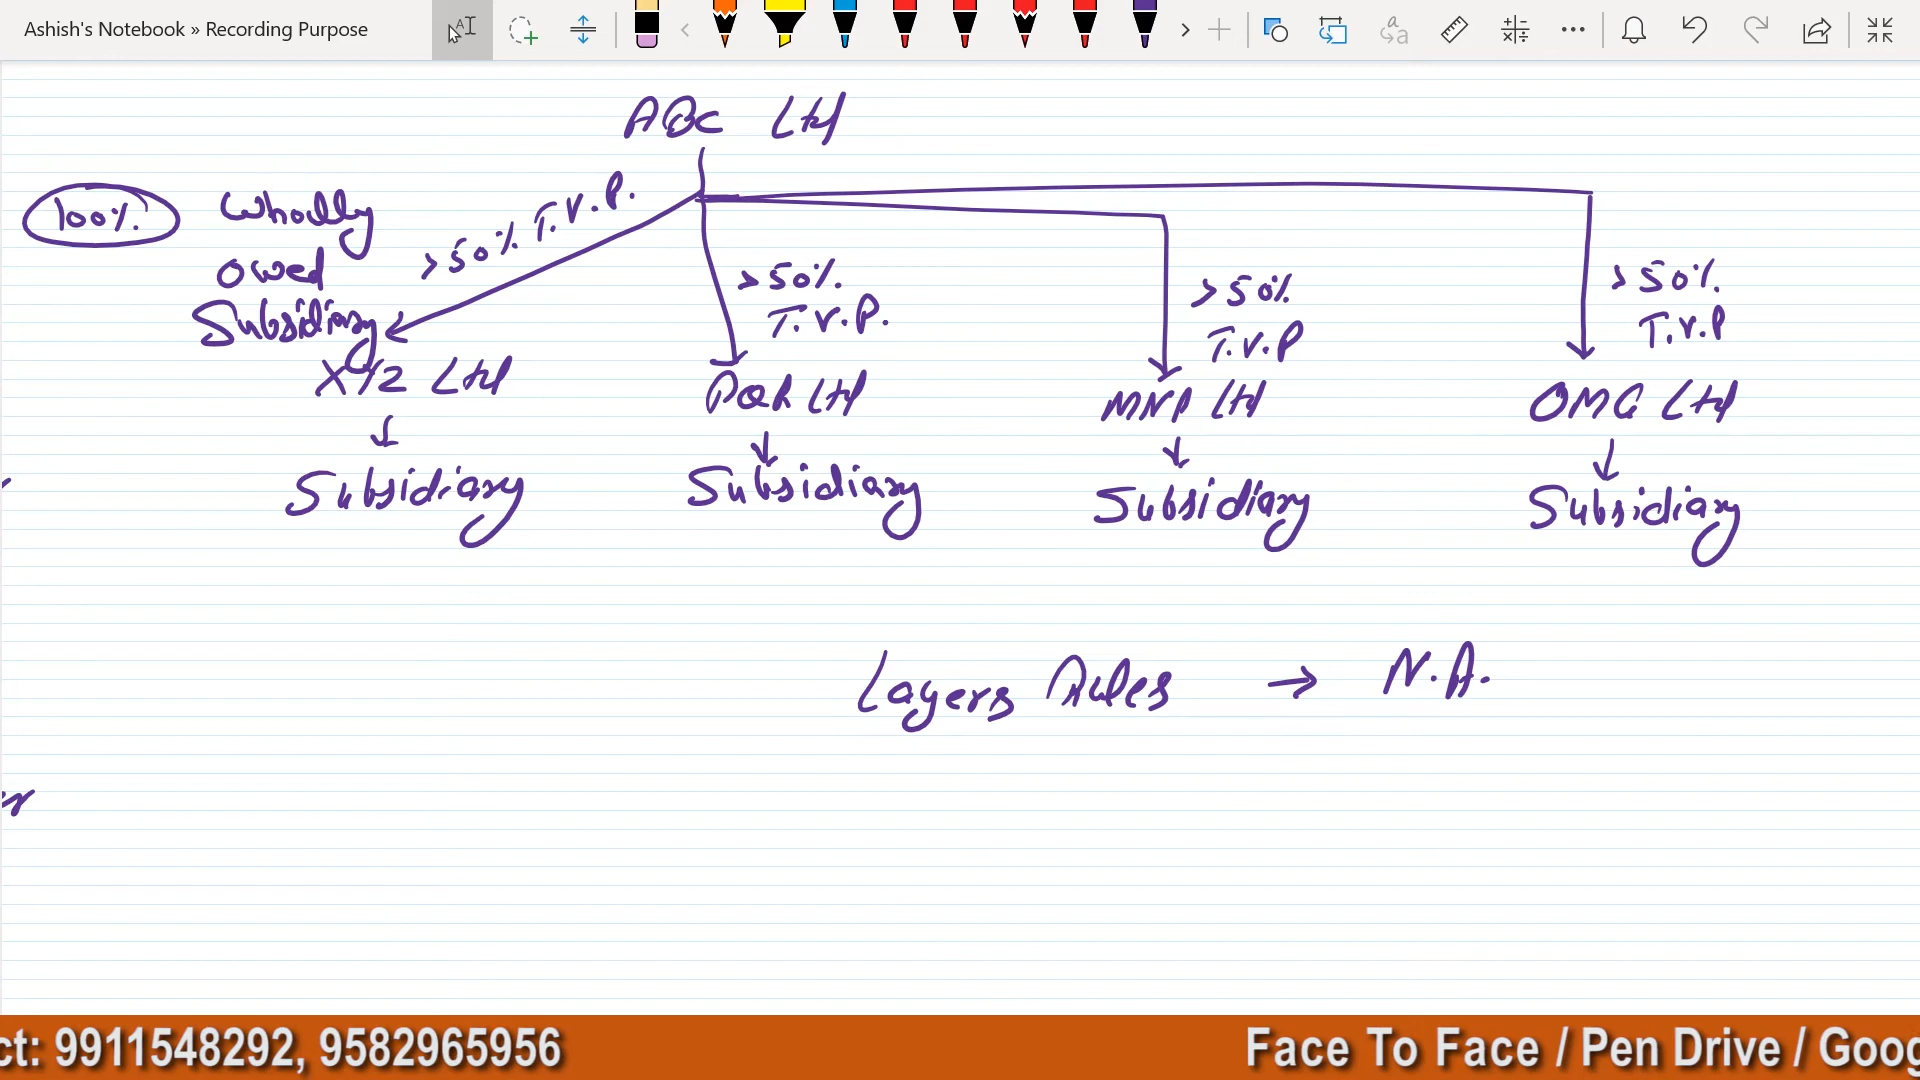 Ashish's Notebook » Recording Purpose
ABC Ltd
100%.
Wholly
Owed
Subsidiary
> 50% T.V.P.
> 50%.
T.V.P.
> 50%
T.V.P
> 50%.
T.V.P
XYZ Ltd
PQR Ltd
MNP Ltd
OMG Ltd
Subsidiary
Subsidiary
Subsidiary
Subsidiary
Layers Rules → N.A.
ct: 9911548292, 9582965956
Face To Face / Pen Drive / Goog